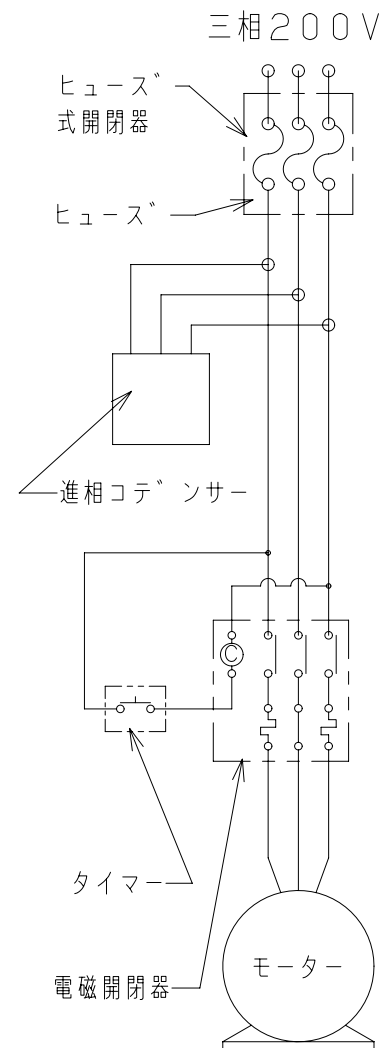 三相200V
ヒューズ
式開閉器
ヒューズ
進相コデンサー
C
タイマー
電磁開閉器
モーター